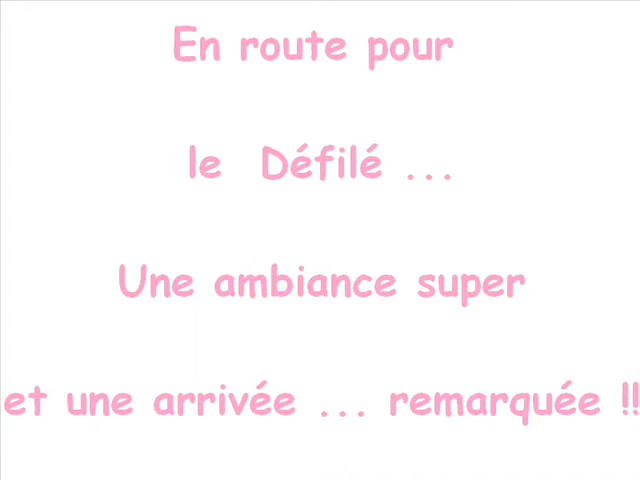 En route pour
le Défilé ...
Une ambiance super
et une arrivée ... remarquée !!